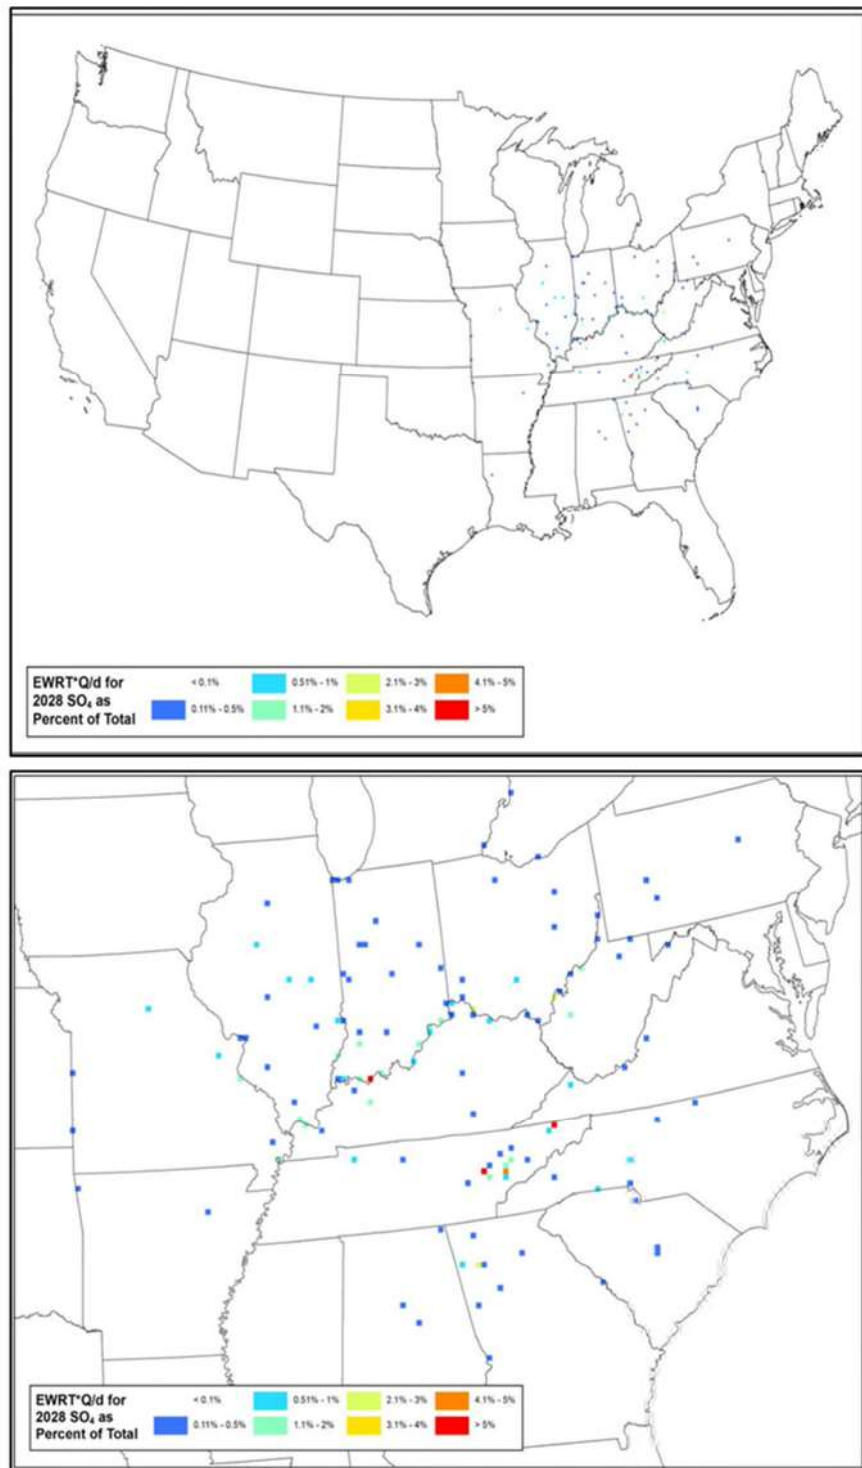 EWRT*Q/d for
2028 SO₄ as
Percent of Total
< 0.1%
0.51% - 1%
2.1% - 3%
4.1% - 5%
0.11% - 0.5%
1.1% - 2%
3.1% - 4%
> 5%
EWRT*Q/d for
2028 SO₄ as
Percent of Total
< 0.1%
0.51% - 1%
2.1% - 3%
4.1% - 5%
0.11% - 0.5%
1.1% - 2%
3.1% - 4%
> 5%